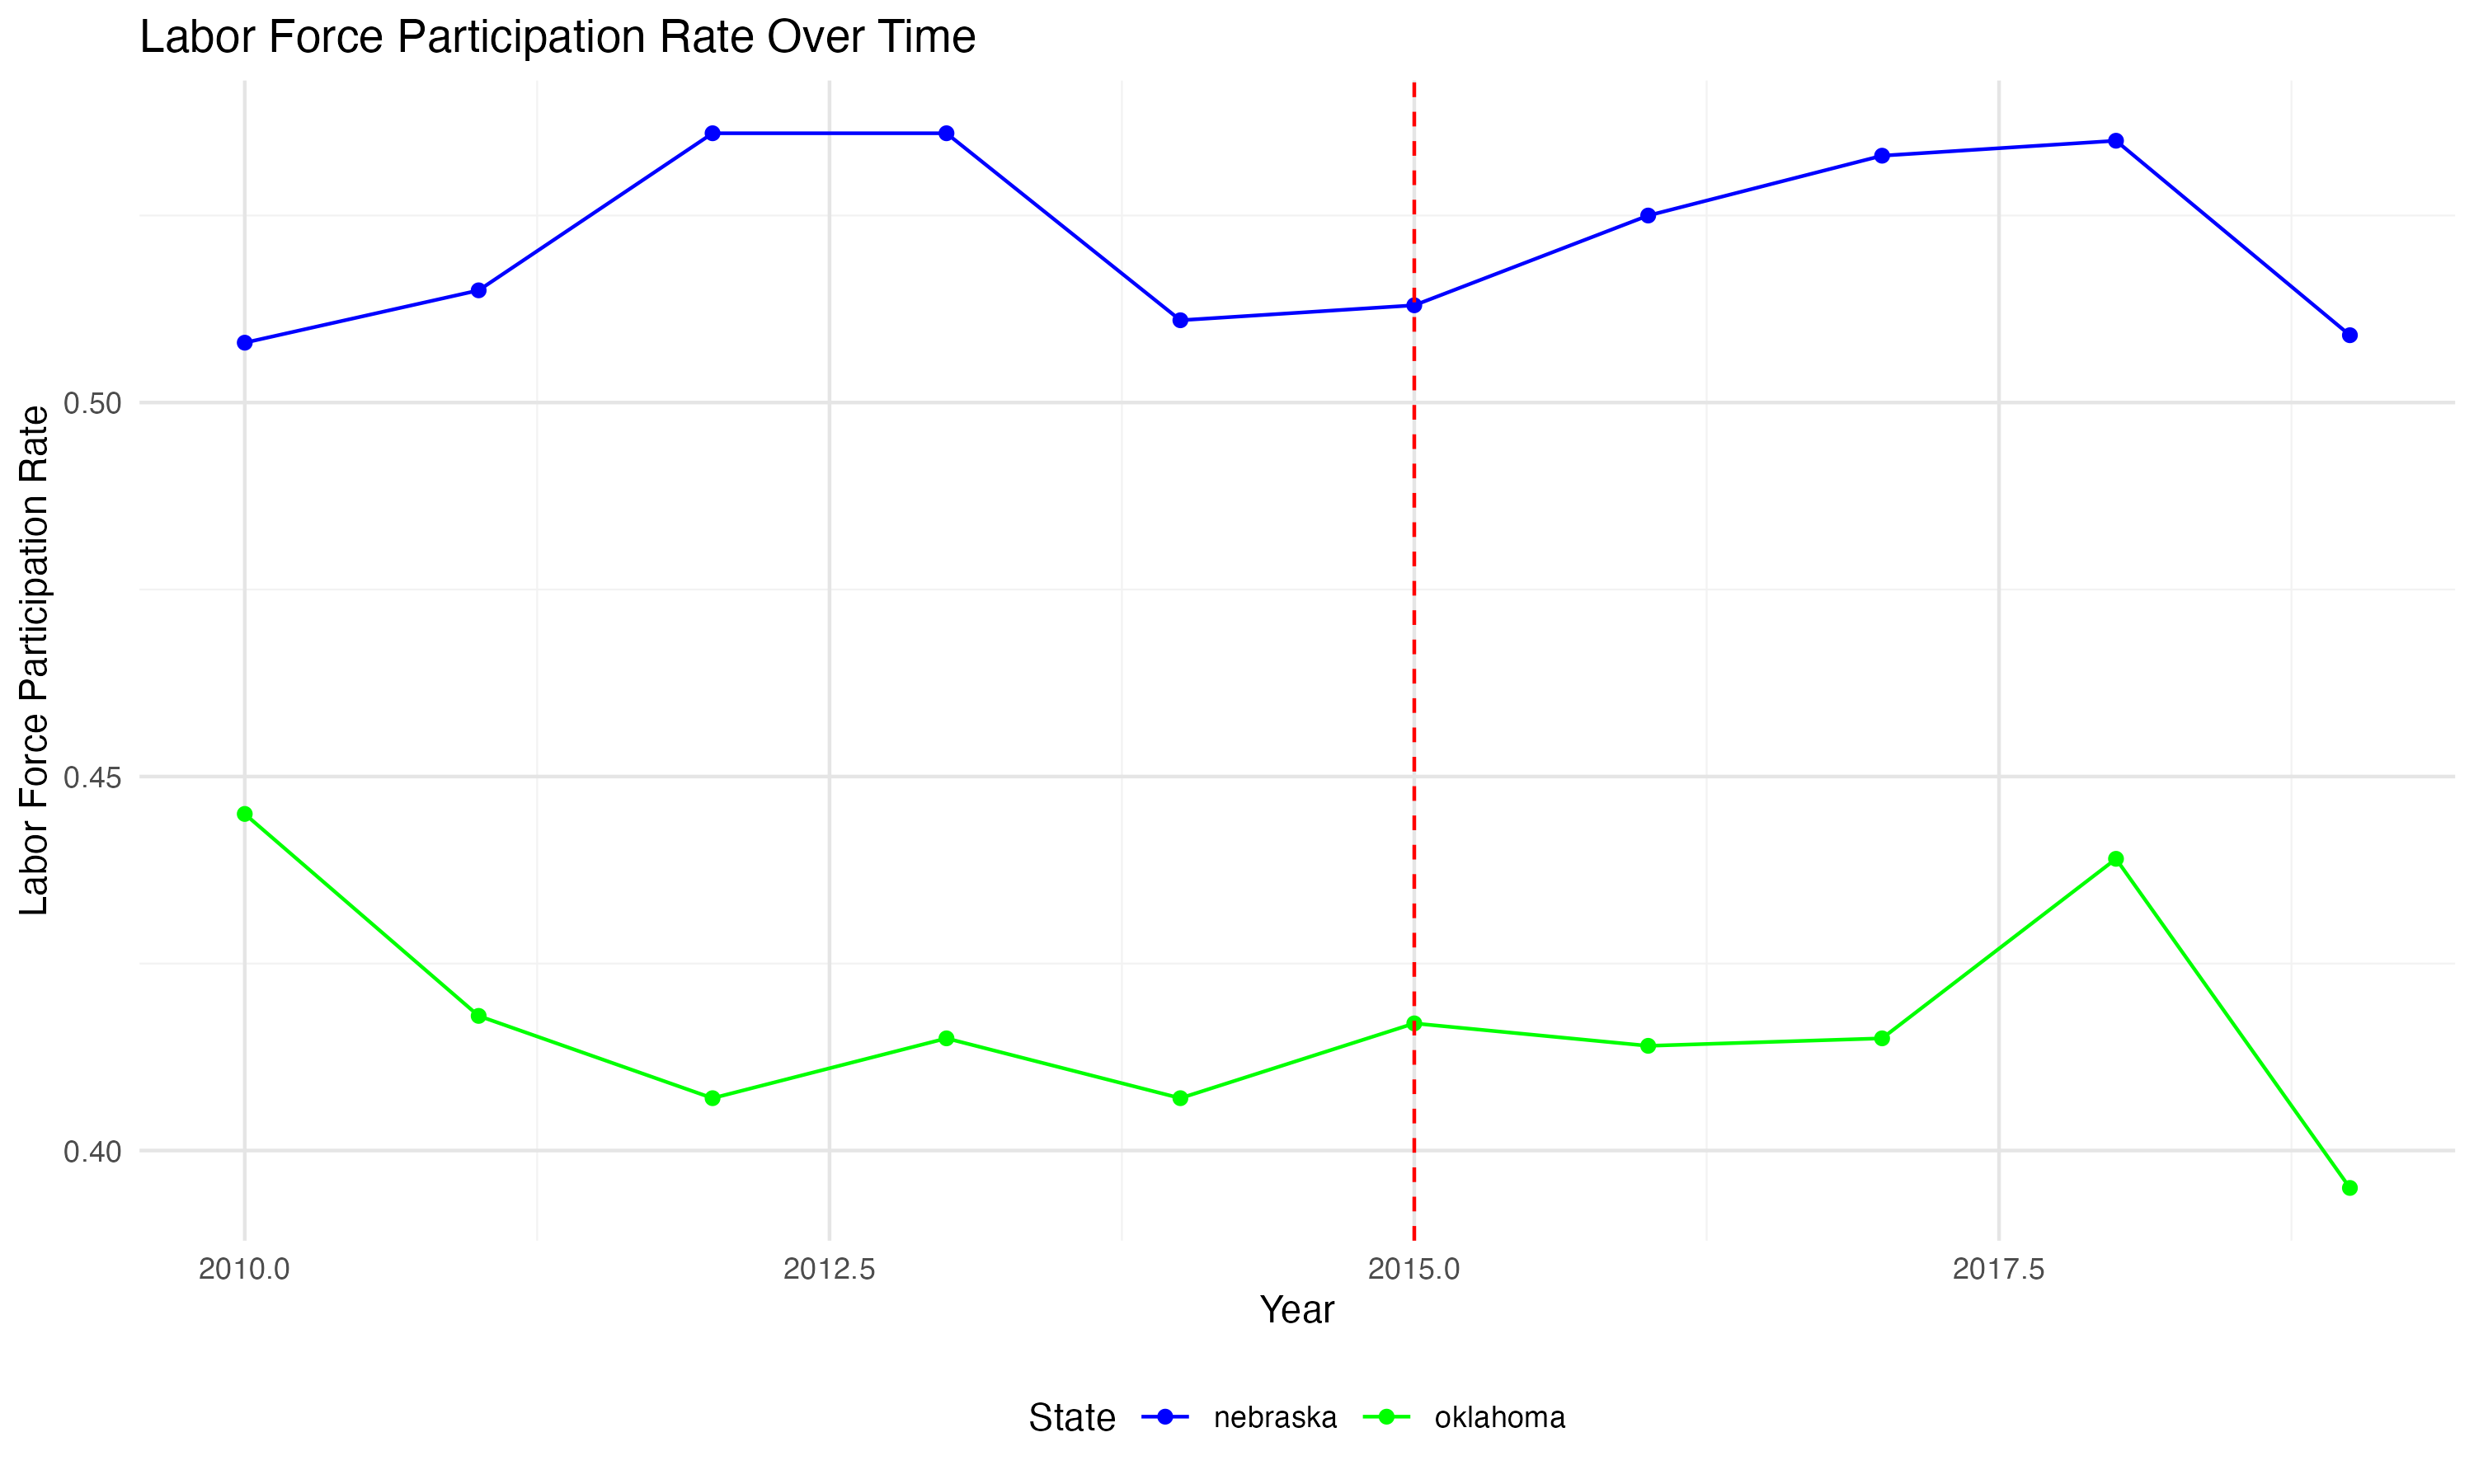 Labor Force Participation Rate Over Time
Labor Force Participation Rate
0.50
0.45
0.40
2010.0 2012.5 2015.0 2017.5
Year
State nebraska oklahoma